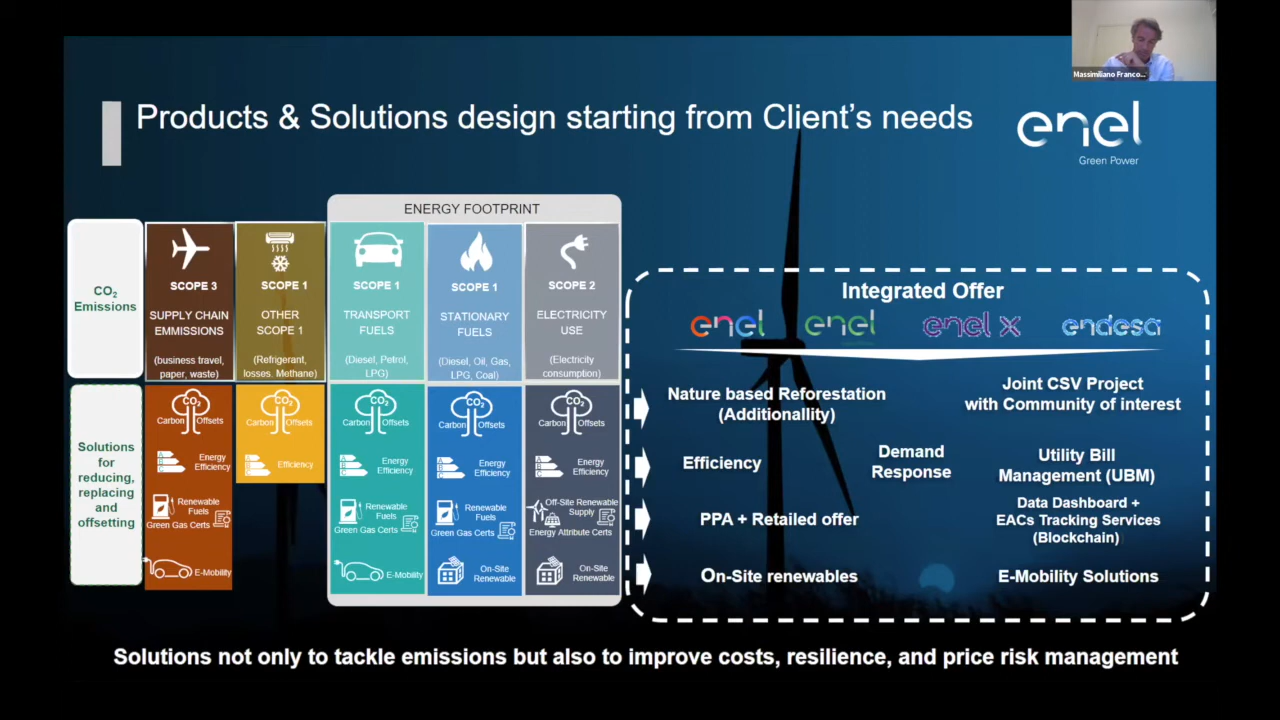 Massimiliano Franco...
Products & Solutions design starting from Client's needs
enel
Green Power
ENERGY FOOTPRINT
CO2
Emissions
SCOPE 3
SUPPLY CHAIN
EMMISSIONS
(business travel,
paper, waste)
SCOPE 1
OTHER
SCOPE 1
(Refrigerant,
losses. Methane)
SCOPE 1
TRANSPORT
FUELS
(Diesel, Petrol,
LPG)
SCOPE 1
STATIONARY
FUELS
(Diesel, Oil, Gas,
LPG, Coal)
SCOPE 2
ELECTRICITY
USE
(Electricity
consumption)
Solutions
for
reducing,
replacing
and
offsetting
CO2
Carbon Offsets
A
B
C
Energy
Efficiency
Renewable
Fuels
Green Gas Certs
E-Mobility
CO2
Carbon Offsets
A
B
C
Efficiency
CO2
Carbon Offsets
A
B
C
Energy
Efficiency
Renewable
Fuels
Green Gas Certs
E-Mobility
CO2
Carbon Offsets
A
B
C
Energy
Efficiency
Renewable
Fuels
Green Gas Certs
On-Site
Renewable
CO2
Carbon Offsets
A
B
C
Energy
Efficiency
Off-Site Renewable
Supply
Energy Attribute Certs
On-Site
Renewable
Integrated Offer
enel
enel
enel x
endesa
Nature based Reforestation
(Additionallity)
Joint CSV Project
with Community of interest
Efficiency
Demand
Response
Utility Bill
Management (UBM)
PPA + Retailed offer
Data Dashboard +
EACs Tracking Services
(Blockchain)
On-Site renewables
E-Mobility Solutions
Solutions not only to tackle emissions but also to improve costs, resilience, and price risk management